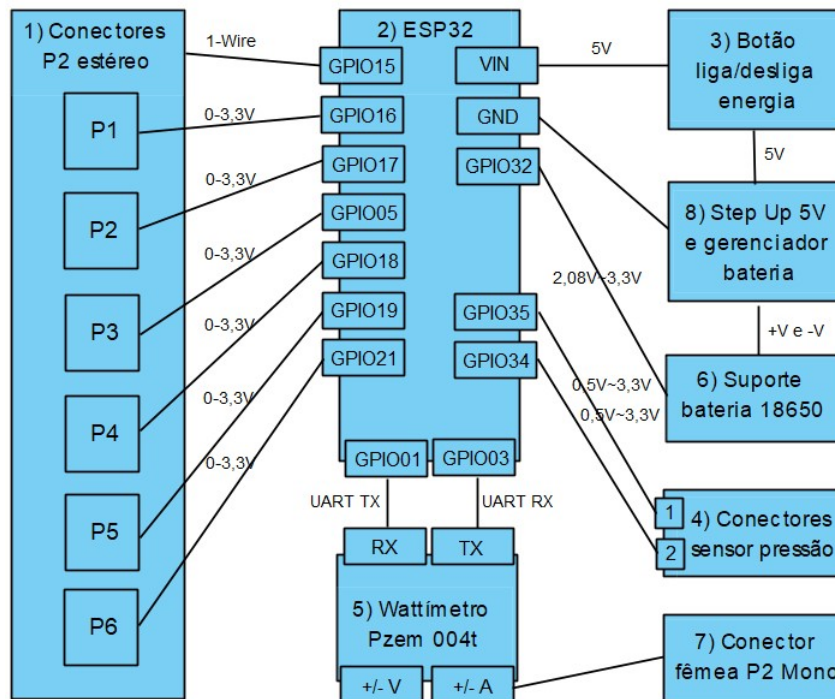 1) Conectores
P2 estéreo
P1
P2
P3
P4
P5
P6
1-Wire
0-3,3V
0-3,3V
0-3,3V
0-3,3V
0-3,3V
0-3,3V
2) ESP32
GPIO15
GPIO16
GPIO17
GPIO05
GPIO18
GPIO19
GPIO21
VIN
GND
GPIO32
GPIO35
GPIO34
GPIO01
GPIO03
5V
3) Botão
liga/desliga
energia
5V
8) Step Up 5V
e gerenciador
bateria
2,08V~3,3V
+V e -V
6) Suporte
bateria 18650
0,5V~3,3V
0,5V~3,3V
1
2
4) Conectores
sensor pressão
UART TX
UART RX
RX
TX
5) Wattímetro
Pzem 004t
+/- V
+/- A
7) Conector
fêmea P2 Mono